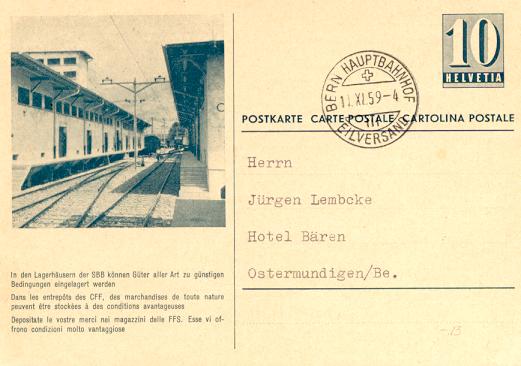 10
HELVETIA
BERN HAUPTBAHNHOF
11.XI.59-4
EILVERSAND
POSTKARTE CARTE POSTALE CARTOLINA POSTALE
Herrn
Jürgen Lembcke
Hotel Bären
Ostermundigen/Be.
In den Lagerhäusern der SBB können Güter aller Art zu günstigen
Bedingungen eingelagert werden
Dans les entrepôts des CFF, des marchandises de toute nature
peuvent être stockées à des conditions avantageuses
Depositate le vostre merci nei magazzini delle FFS. Esse vi of-
frono condizioni molto vantaggiose